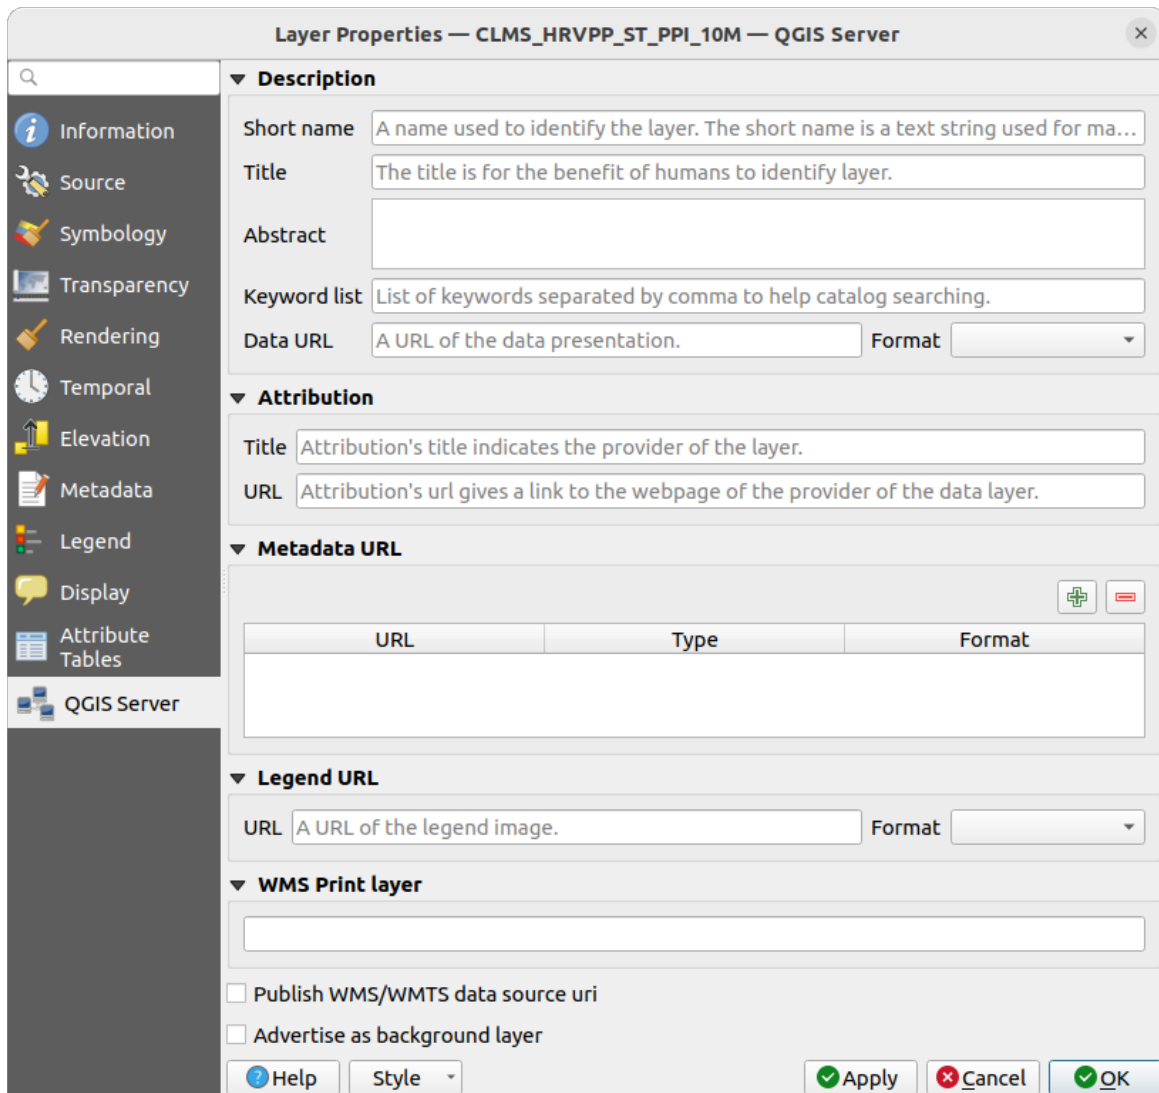 Layer Properties — CLMS_HRVPP_ST_PPI_10M — QGIS Server
Information
Source
Symbology
Transparency
Rendering
Temporal
Elevation
Metadata
Legend
Display
Attribute
Tables
QGIS Server
Description
Short name A name used to identify the layer. The short name is a text string used for ma...
Title The title is for the benefit of humans to identify layer.
Abstract
Keyword list List of keywords separated by comma to help catalog searching.
Data URL A URL of the data presentation. Format
Attribution
Title Attribution's title indicates the provider of the layer.
URL Attribution's url gives a link to the webpage of the provider of the data layer.
Metadata URL
URL Type Format
Legend URL
URL A URL of the legend image. Format
WMS Print layer
Publish WMS/WMTS data source uri
Advertise as background layer
Help Style Apply Cancel OK